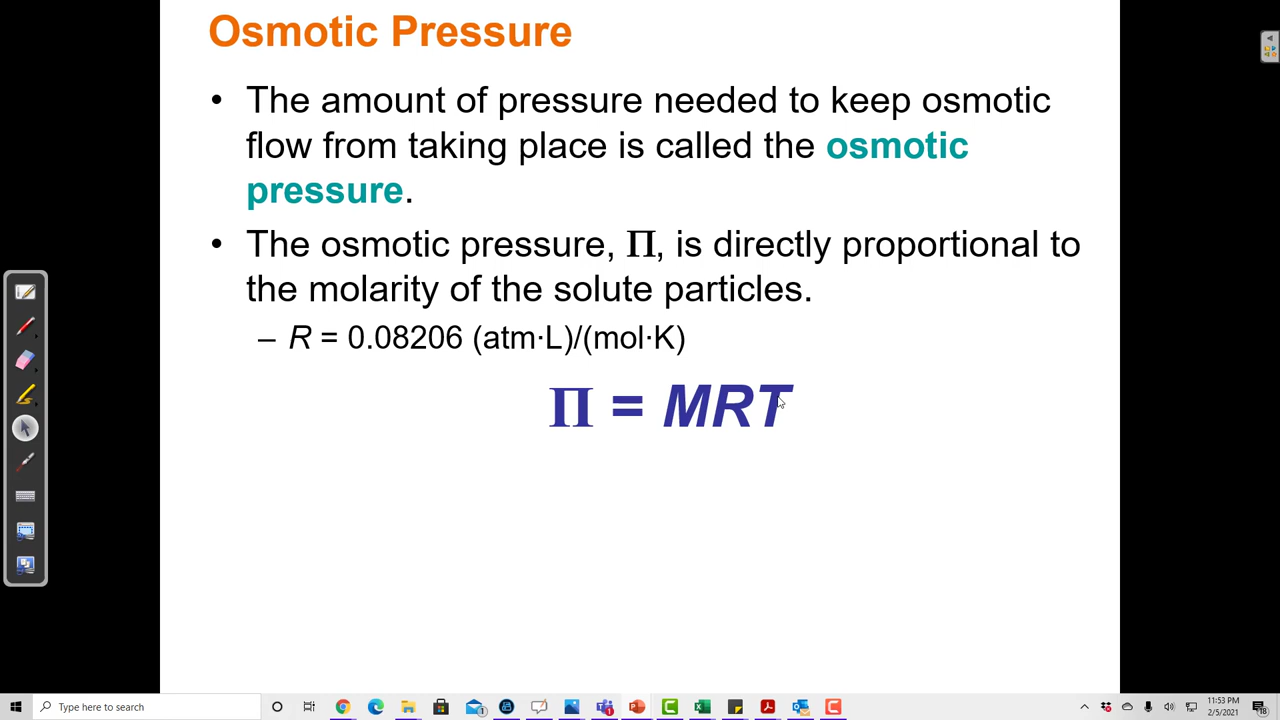 Osmotic Pressure
• The amount of pressure needed to keep osmotic
flow from taking place is called the osmotic
pressure.
• The osmotic pressure, Π, is directly proportional to
the molarity of the solute particles.
– R = 0.08206 (atm·L)/(mol·K)
Π = MRT
Type here to search
11:53 PM
2/5/2021
18